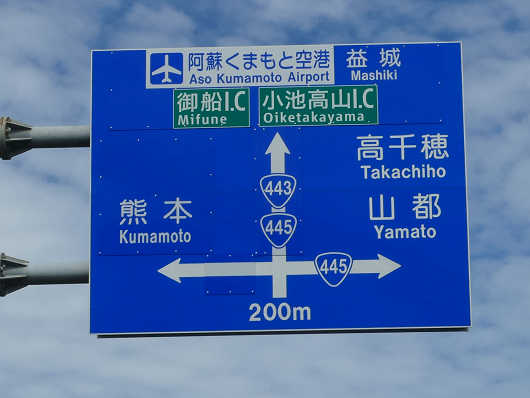 阿蘇くまもと空港
Aso Kumamoto Airport
益城
Mashiki
御船I.C
Mifune
小池高山I.C
Oiketakayama
443
445
高千穂
Takachiho
山都
Yamato
熊本
Kumamoto
445
200m